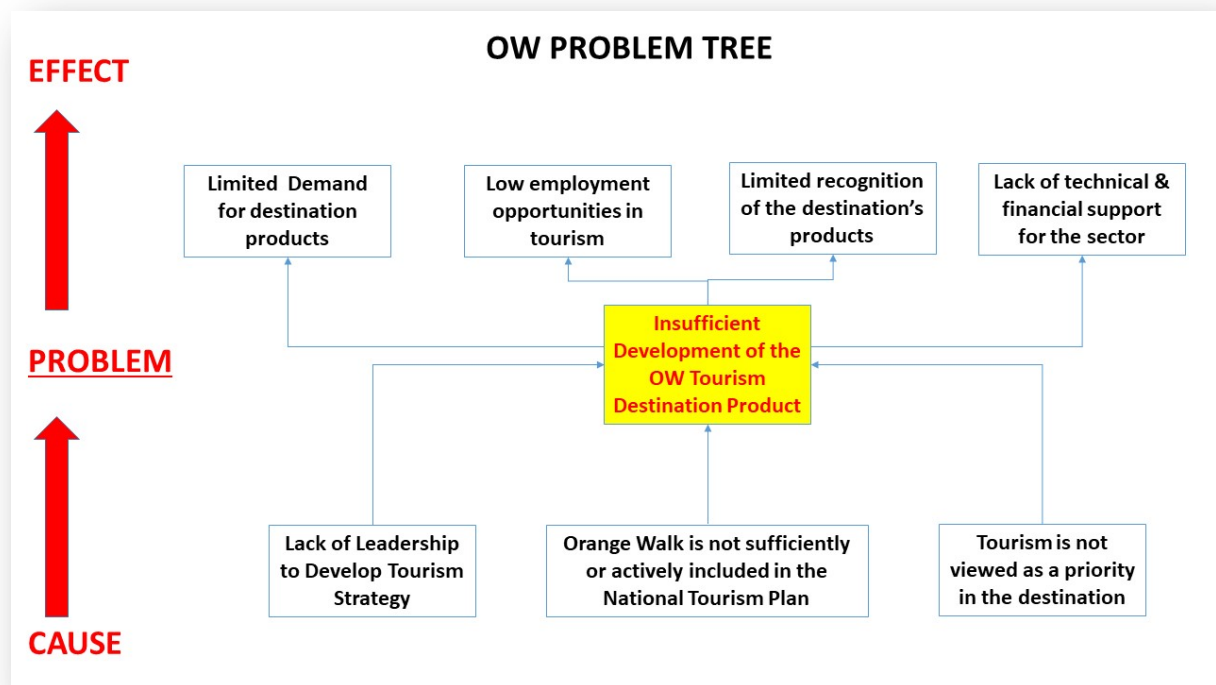 OW PROBLEM TREE
EFFECT
Limited Demand
for destination
products
Low employment
opportunities in
tourism
Limited recognition
of the destination's
products
Lack of technical &
financial support
for the sector
PROBLEM
Insufficient
Development of the
OW Tourism
Destination Product
Lack of Leadership
to Develop Tourism
Strategy
Orange Walk is not sufficiently
or actively included in the
National Tourism Plan
Tourism is not
viewed as a priority
in the destination
CAUSE